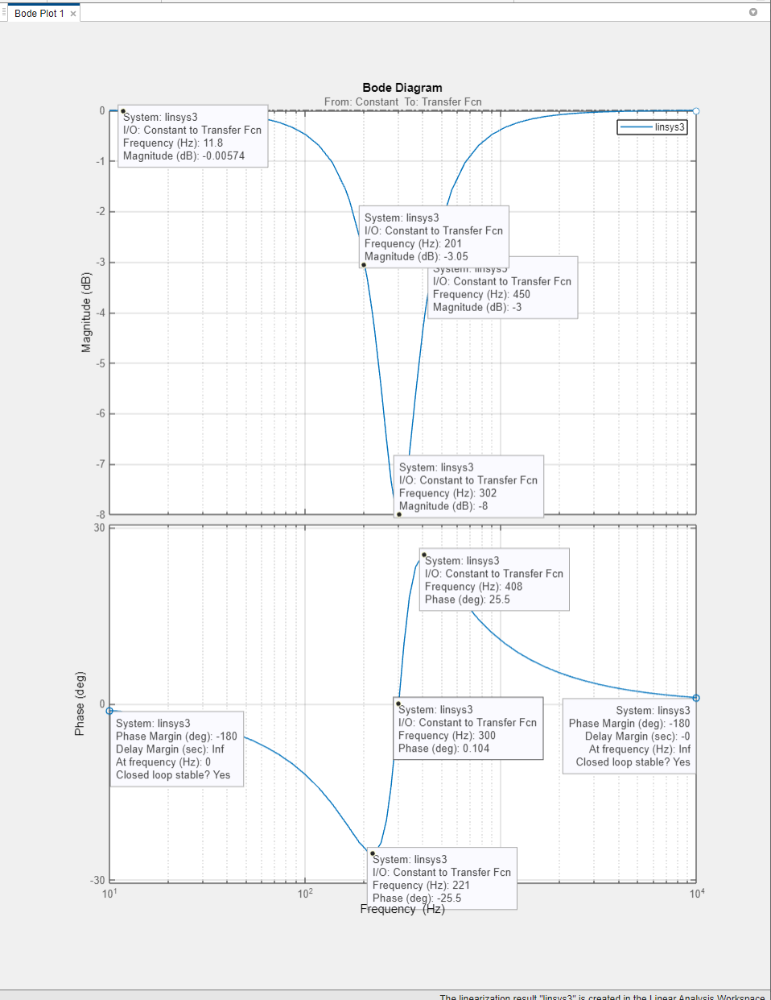 Bode Plot 1
Bode Diagram
From: Constant To: Transfer Fcn
Magnitude (dB)
0
-1
-2
-3
-4
-5
-6
-7
-8
linsys3
System: linsys3
I/O: Constant to Transfer Fcn
Frequency (Hz): 11.8
Magnitude (dB): -0.00574
System: linsys3
I/O: Constant to Transfer Fcn
Frequency (Hz): 201
Magnitude (dB): -3.05
System: linsys3
I/O: Constant to Transfer Fcn
Frequency (Hz): 450
Magnitude (dB): -3
System: linsys3
I/O: Constant to Transfer Fcn
Frequency (Hz): 302
Magnitude (dB): -8
Phase (deg)
30
0
-30
System: linsys3
I/O: Constant to Transfer Fcn
Frequency (Hz): 408
Phase (deg): 25.5
System: linsys3
I/O: Constant to Transfer Fcn
Frequency (Hz): 300
Phase (deg): 0.104
System: linsys3
Phase Margin (deg): -180
Delay Margin (sec): Inf
At frequency (Hz): 0
Closed loop stable? Yes
System: linsys3
Phase Margin (deg): -180
Delay Margin (sec): -0
At frequency (Hz): Inf
Closed loop stable? Yes
System: linsys3
I/O: Constant to Transfer Fcn
Frequency (Hz): 221
Phase (deg): -25.5
10¹
10²
10⁴
Frequency (Hz)
The linearization result "linsys3" is created in the Linear Analysis Workspace